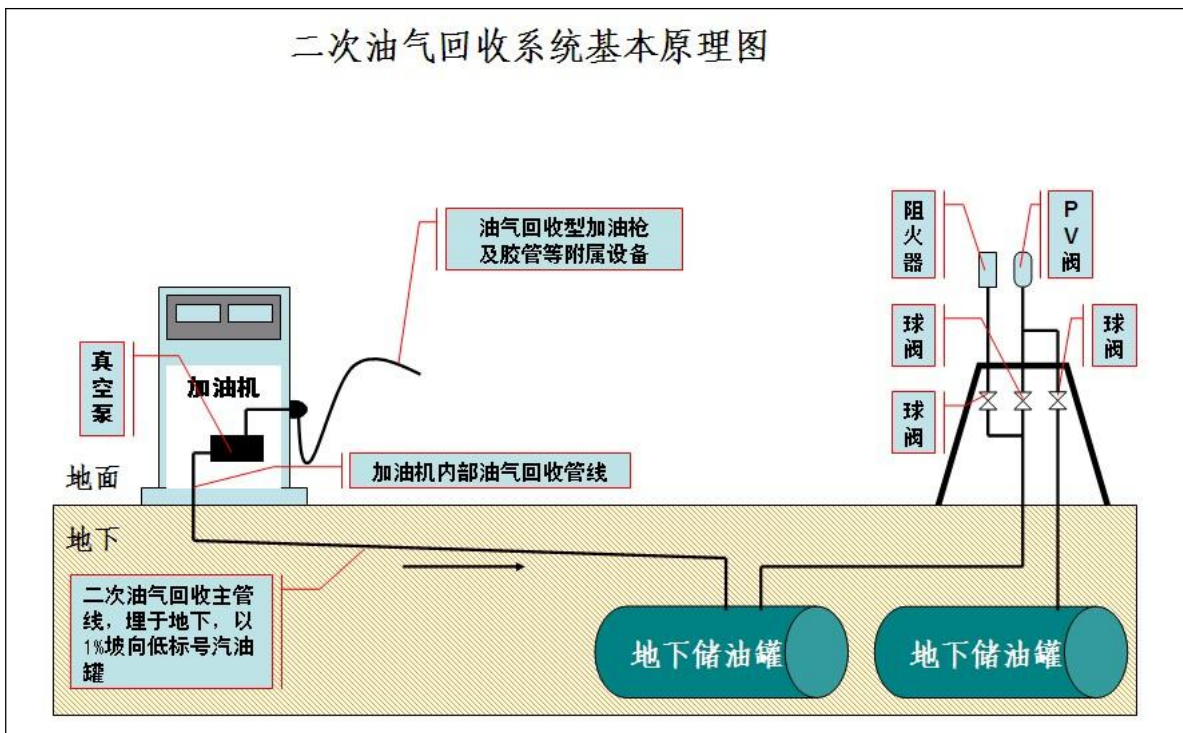 二次油气回收系统基本原理图
阻
火
器
P
V
阀
油气回收型加油枪
及胶管等附属设备
球
阀
球
阀
真
空
泵
加油机
球
阀
加油机内部油气回收管线
地面
地下
二次油气回收主管
线，埋于地下，以
1%坡向低标号汽油
罐
地下储油罐
地下储油罐